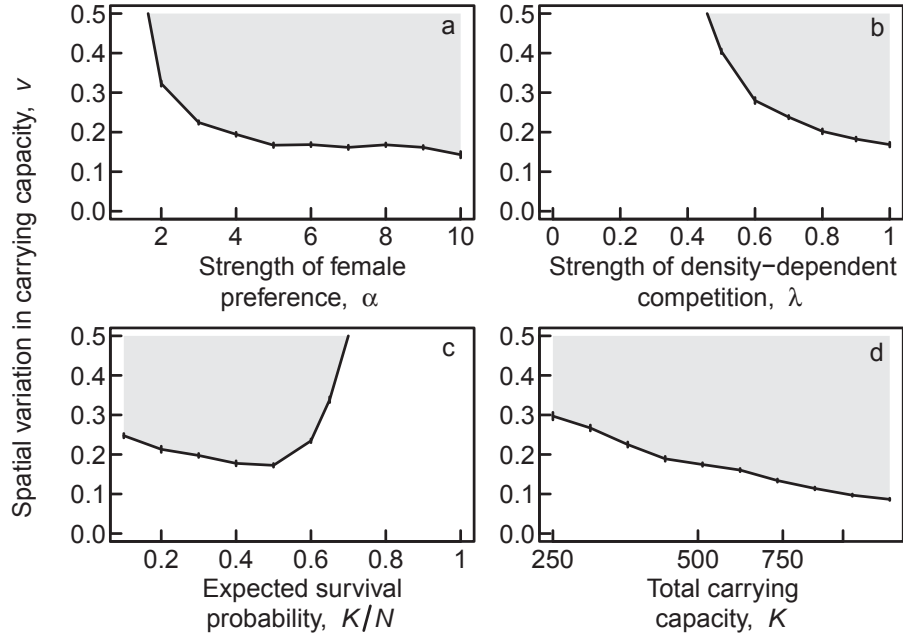 Spatial variation in carrying capacity, v
0.5
0.4
0.3
0.2
0.1
0.0
a
2 4 6 8 10
Strength of female
preference, α
0.5
0.4
0.3
0.2
0.1
0.0
b
0 0.2 0.4 0.6 0.8 1
Strength of density−dependent
competition, λ
0.5
0.4
0.3
0.2
0.1
0.0
c
0.2 0.4 0.6 0.8 1
Expected survival
probability, K/N
0.5
0.4
0.3
0.2
0.1
0.0
d
250 500 750
Total carrying
capacity, K